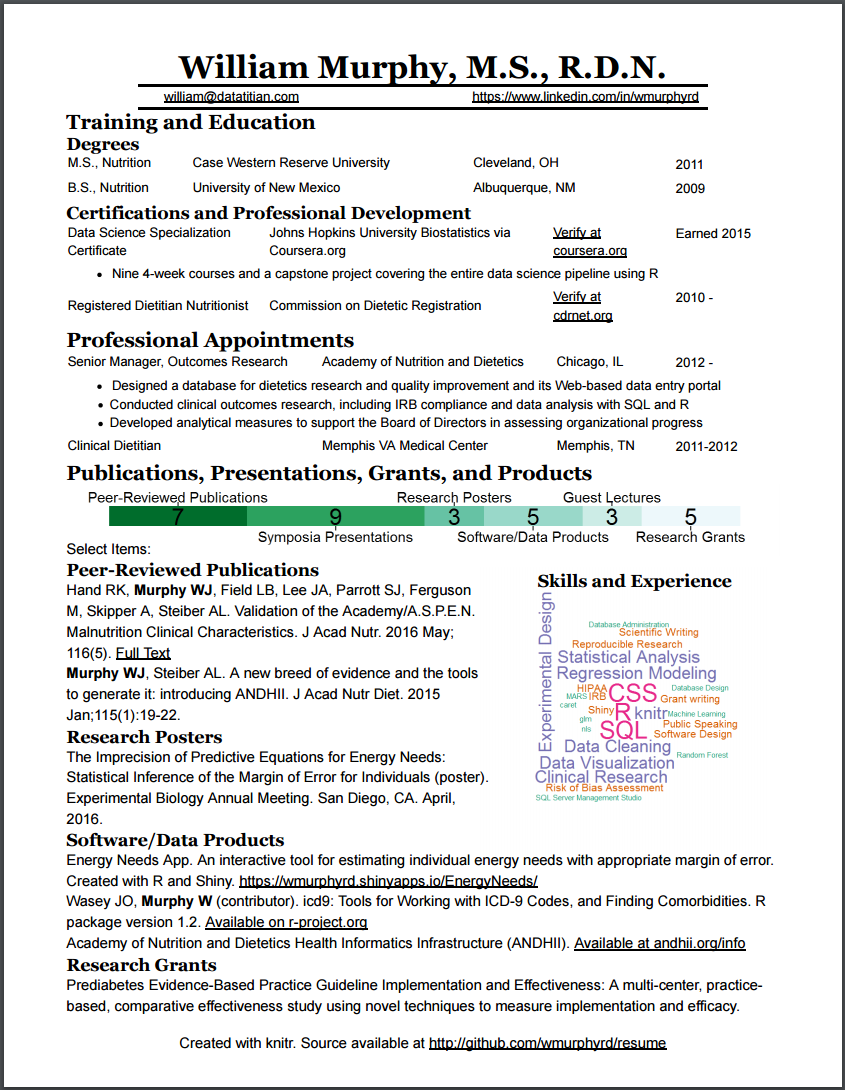 William Murphy, M.S., R.D.N.
william@datatitian.com https://www.linkedin.com/in/wmurphyrd
Training and Education
Degrees
M.S., Nutrition Case Western Reserve University Cleveland, OH 2011
B.S., Nutrition University of New Mexico Albuquerque, NM 2009
Certifications and Professional Development
Data Science Specialization Johns Hopkins University Biostatistics via Verify at Earned 2015
Certificate Coursera.org coursera.org
• Nine 4-week courses and a capstone project covering the entire data science pipeline using R
Registered Dietitian Nutritionist Commission on Dietetic Registration Verify at 2010 -
cdrnet.org
Professional Appointments
Senior Manager, Outcomes Research Academy of Nutrition and Dietetics Chicago, IL 2012 -
• Designed a database for dietetics research and quality improvement and its Web-based data entry portal
• Conducted clinical outcomes research, including IRB compliance and data analysis with SQL and R
• Developed analytical measures to support the Board of Directors in assessing organizational progress
Clinical Dietitian Memphis VA Medical Center Memphis, TN 2011-2012
Publications, Presentations, Grants, and Products
Peer-Reviewed Publications Research Posters Guest Lectures
7 9 3 5 3 5
Symposia Presentations Software/Data Products Research Grants
Select Items:
Peer-Reviewed Publications
Hand RK, Murphy WJ, Field LB, Lee JA, Parrott SJ, Ferguson
M, Skipper A, Steiber AL. Validation of the Academy/A.S.P.E.N.
Malnutrition Clinical Characteristics. J Acad Nutr. 2016 May;
116(5). Full Text
Murphy WJ, Steiber AL. A new breed of evidence and the tools
to generate it: introducing ANDHII. J Acad Nutr Diet. 2015
Jan;115(1):19-22.
Research Posters
The Imprecision of Predictive Equations for Energy Needs:
Statistical Inference of the Margin of Error for Individuals (poster).
Experimental Biology Annual Meeting. San Diego, CA. April,
2016.
Skills and Experience
Experimental Design
Database Administration
Scientific Writing
Reproducible Research
Statistical Analysis
Regression Modeling
HIPAA CSS Database Design
MARS IRB Grant writing
caret Shiny R knitr Machine Learning
glm Public Speaking
nls SQL Software Design
Data Cleaning
Random Forest
Data Visualization
Clinical Research
Risk of Bias Assessment
SQL Server Management Studio
Software/Data Products
Energy Needs App. An interactive tool for estimating individual energy needs with appropriate margin of error.
Created with R and Shiny. https://wmurphyrd.shinyapps.io/EnergyNeeds/
Wasey JO, Murphy W (contributor). icd9: Tools for Working with ICD-9 Codes, and Finding Comorbidities. R
package version 1.2. Available on r-project.org
Academy of Nutrition and Dietetics Health Informatics Infrastructure (ANDHII). Available at andhii.org/info
Research Grants
Prediabetes Evidence-Based Practice Guideline Implementation and Effectiveness: A multi-center, practice-
based, comparative effectiveness study using novel techniques to measure implementation and efficacy.
Created with knitr. Source available at http://github.com/wmurphyrd/resume